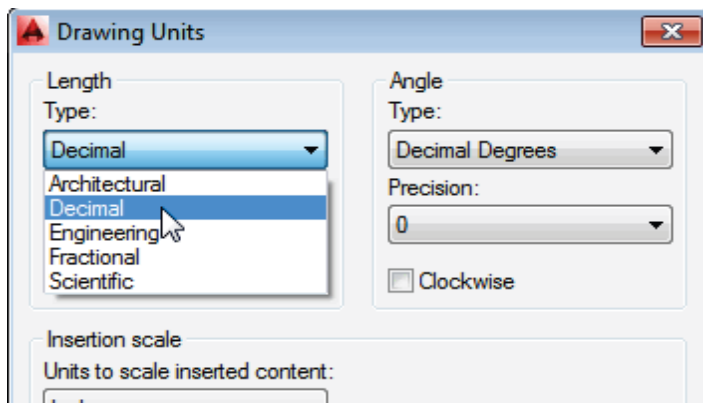 Drawing Units
Length
Type:
Decimal
Architectural
Decimal
Engineering
Fractional
Scientific
Angle
Type:
Decimal Degrees
Precision:
0
Clockwise
Insertion scale
Units to scale inserted content: